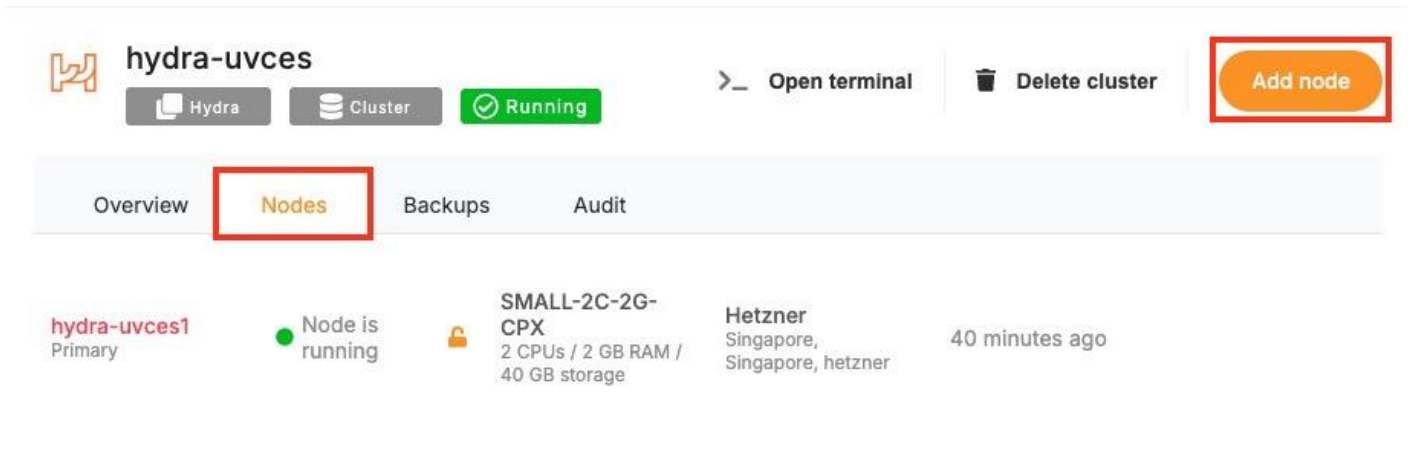 hydra-uvces
Hydra
Cluster
Running
Open terminal
Delete cluster
Add node
Overview
Nodes
Backups
Audit
hydra-uvces1
Primary
Node is
running
SMALL-2C-2G-
CPX
2 CPUs / 2 GB RAM /
40 GB storage
Hetzner
Singapore,
Singapore, hetzner
40 minutes ago